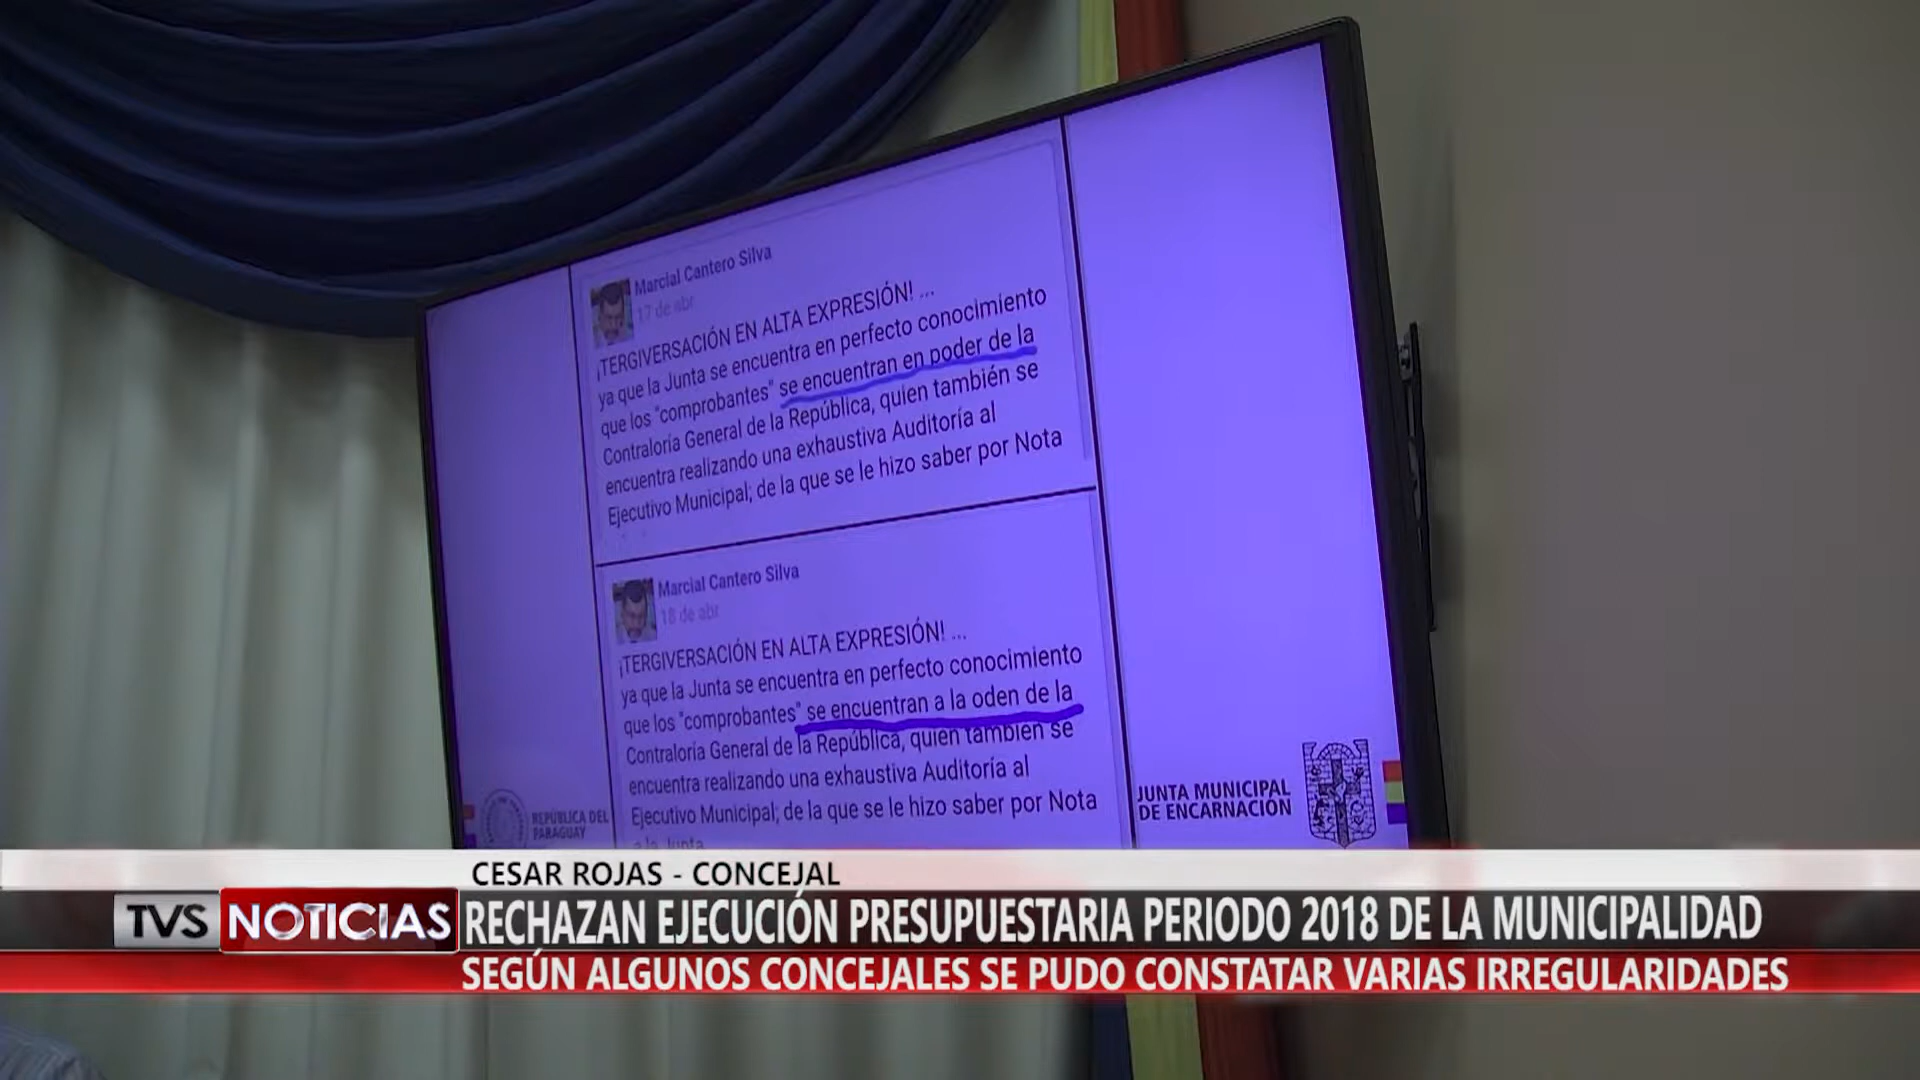 Marcial Cantero Silva
17 de abr
¡TERGIVERSACIÓN EN ALTA EXPRESIÓN! ...
ya que la Junta se encuentra en perfecto conocimiento
que los "comprobantes" se encuentran en poder de la
Contraloría General de la República, quien también se
encuentra realizando una exhaustiva Auditoría al
Ejecutivo Municipal; de la que se le hizo saber por Nota
Marcial Cantero Silva
18 de abr
¡TERGIVERSACIÓN EN ALTA EXPRESIÓN! ...
ya que la Junta se encuentra en perfecto conocimiento
que los "comprobantes" se encuentran a la oden de la
Contraloría General de la República, quien también se
encuentra realizando una exhaustiva Auditoría al
Ejecutivo Municipal; de la que se le hizo saber por Nota
a la Junta
REPÚBLICA DEL
PARAGUAY
JUNTA MUNICIPAL
DE ENCARNACIÓN
CESAR ROJAS - CONCEJAL
TVS NOTICIAS
RECHAZAN EJECUCIÓN PRESUPUESTARIA PERIODO 2018 DE LA MUNICIPALIDAD
SEGÚN ALGUNOS CONCEJALES SE PUDO CONSTATAR VARIAS IRREGULARIDADES